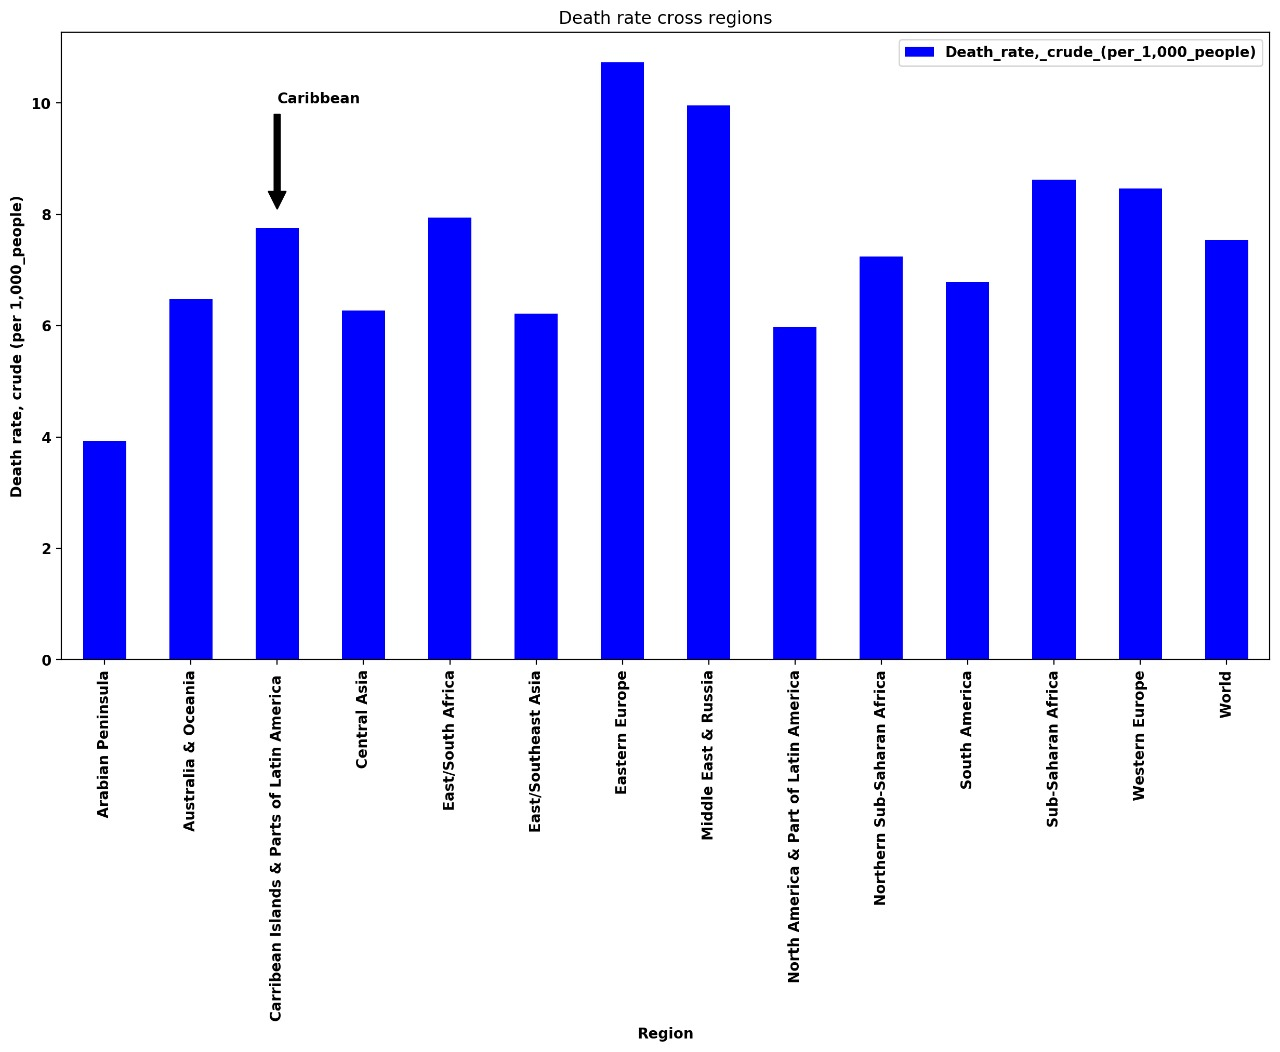 Death rate cross regions
Death_rate,_crude_(per_1,000_people)
Caribbean
Death rate, crude (per 1,000_people)
10
8
6
4
2
0
Arabian Peninsula
Australia & Oceania
Carribean Islands & Parts of Latin America
Central Asia
East/South Africa
East/Southeast Asia
Eastern Europe
Middle East & Russia
North America & Part of Latin America
Northern Sub-Saharan Africa
South America
Sub-Saharan Africa
Western Europe
World
Region